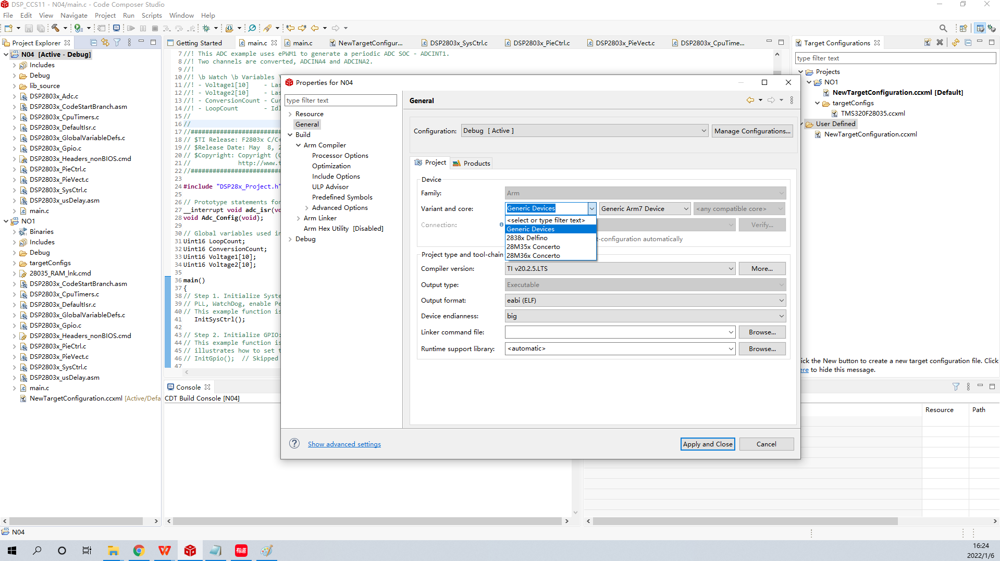 DSP_CCS11 - N04/main.c - Code Composer Studio
File Edit View Navigate Project Run Scripts Window Help
Project Explorer
N04 [Active - Debug]
Includes
Debug
lib_source
DSP2803x_Adc.c
DSP2803x_CodeStartBranch.asm
DSP2803x_CpuTimers.c
DSP2803x_DefaultIsr.c
DSP2803x_GlobalVariableDefs.c
DSP2803x_Gpio.c
DSP2803x_Headers_nonBIOS.cmd
DSP2803x_PieCtrl.c
DSP2803x_PieVect.c
DSP2803x_SysCtrl.c
DSP2803x_usDelay.asm
main.c
NO1
Binaries
Includes
Debug
targetConfigs
28035_RAM_lnk.cmd
DSP2803x_CodeStartBranch.asm
DSP2803x_CpuTimers.c
DSP2803x_DefaultIsr.c
DSP2803x_GlobalVariableDefs.c
DSP2803x_Gpio.c
DSP2803x_Headers_nonBIOS.cmd
DSP2803x_PieCtrl.c
DSP2803x_PieVect.c
DSP2803x_SysCtrl.c
DSP2803x_usDelay.asm
main.c
NewTargetConfiguration.ccxml [Active/Defa
Getting Started main.c main.c NewTargetConfigur... DSP2803x_SysCtrl.c DSP2803x_PieCtrl.c DSP2803x_PieVect.c DSP2803x_CpuTime...
7 //! This ADC example uses ePWM1 to generate a periodic ADC SOC - ADCINT1.
8 //! Two channels are converted, ADCINA4 and ADCINA2.
9 //!
10 //! \b Watch \b Variables \
11 //! - Voltage1[10] - Las
12 //! - Voltage2[10] - Las
13 //! - ConversionCount - Cur
14 //! - LoopCount - Idl
15 //
16 //
17 //##########################
18 // $TI Release: F2803x C/C+
19 // $Release Date: May 8, 2
20 // $Copyright: Copyright (C
21 // http://www.t
22 //##########################
23
24 #include "DSP28x_Project.h"
25
26 // Prototype statements for
27 __interrupt void adc_isr(vo
28 void Adc_Config(void);
29
30 // Global variables used in
31 Uint16 LoopCount;
32 Uint16 ConversionCount;
33 Uint16 Voltage1[10];
34 Uint16 Voltage2[10];
35
36 main()
37 {
38 // Step 1. Initialize Syste
39 // PLL, WatchDog, enable Pe
40 // This example function is
41 InitSysCtrl();
42
43 // Step 2. Initialize GPIO:
44 // This example function is
45 // illustrates how to set t
46 // InitGpio(); // Skipped
47
Console
CDT Build Console [N04]
Properties for N04
type filter text
Resource
General
Build
Arm Compiler
Processor Options
Optimization
Include Options
ULP Advisor
Predefined Symbols
Advanced Options
Arm Linker
Arm Hex Utility [Disabled]
Debug
General
Configuration: Debug [ Active ] Manage Configurations...
Project Products
Device
Family: Arm
Variant and core: Generic Devices Generic Arm7 Device <any compatible core>
<select or type filter text>
Generic Devices
2838x Delfino
28M35x Concerto
28M36x Concerto
Connection: Verify...
t-configuration automatically
Project type and tool-chain
Compiler version: TI v20.2.5.LTS More...
Output type: Executable
Output format: eabi (ELF)
Device endianness: big
Linker command file: Browse...
Runtime support library: <automatic> Browse...
Show advanced settings Apply and Close Cancel
Target Configurations
type filter text
Projects
NO1
NewTargetConfiguration.ccxml [Default]
targetConfigs
TMS320F28035.ccxml
User Defined
NewTargetConfiguration.ccxml
ick the New button to create a new target configuration file. Click
ere to hide this message.
Resource Path
N04
有道
16:24
2022/1/6